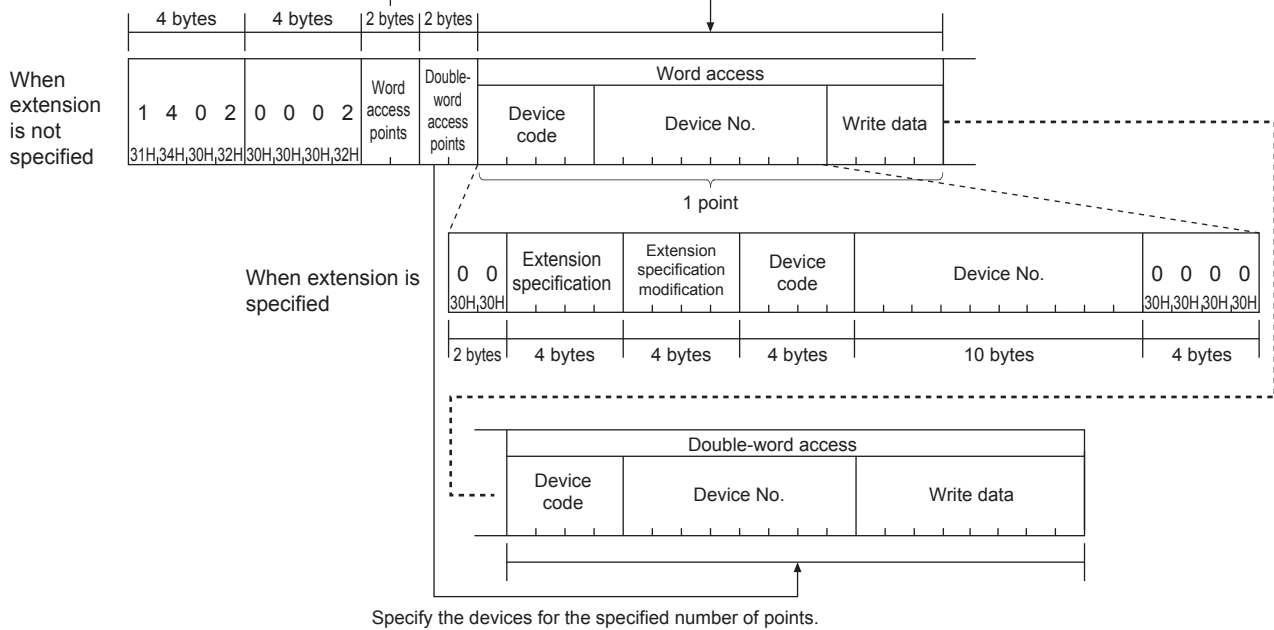 4 bytes 4 bytes 2 bytes 2 bytes
When
extension
is not
specified
1 4 0 2 0 0 0 2
31H,34H,30H,32H 30H,30H,30H,32H
Word
access
points
Double-
word
access
points
Word access
Device
code
Device No.
Write data
1 point
When extension is
specified
0 0
30H,30H
Extension
specification
Extension
specification
modification
Device
code
Device No.
0 0 0 0
30H,30H,30H,30H
2 bytes 4 bytes 4 bytes 4 bytes 10 bytes 4 bytes
Double-word access
Device
code
Device No.
Write data
Specify the devices for the specified number of points.